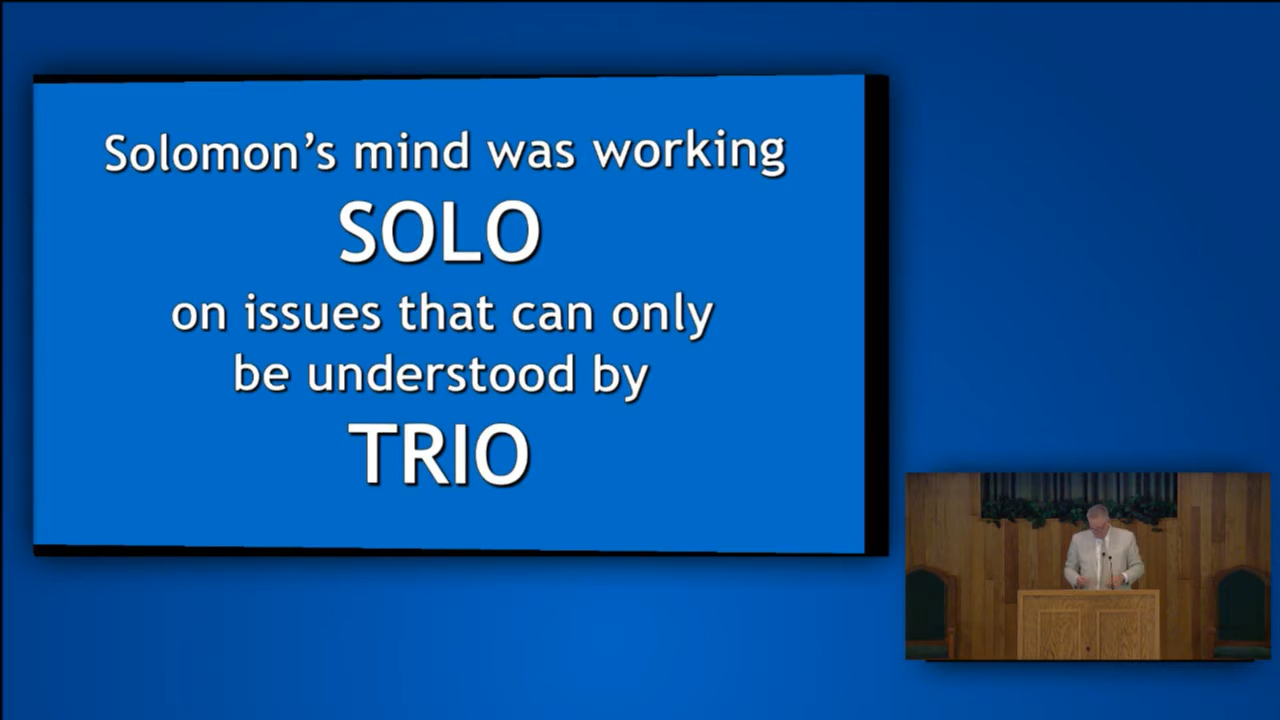 Solomon’s mind was working
SOLO
on issues that can only
be understood by
TRIO